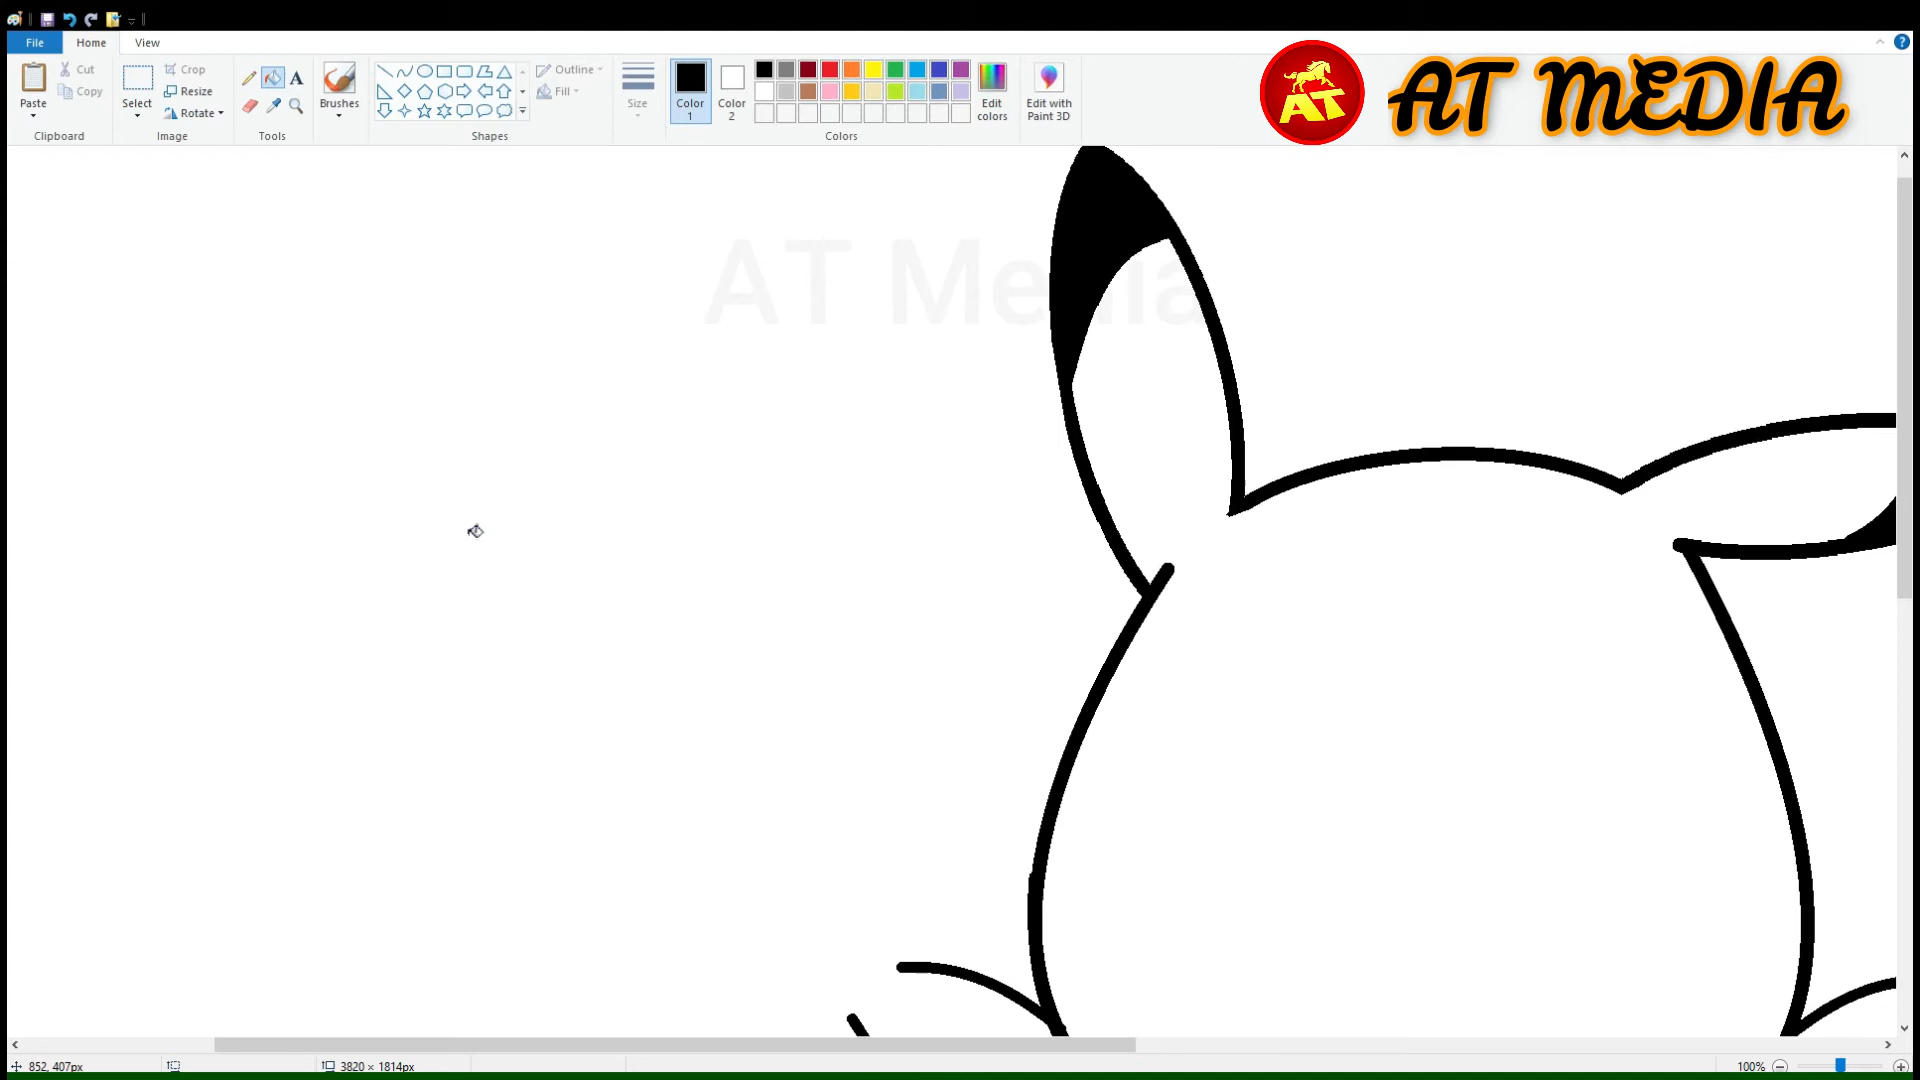 File Home View
Paste
Cut
Copy
Clipboard
Select
Crop
Resize
Rotate
Image
A
Tools
Brushes
Outline
Fill
Shapes
Size
Color 1
Color 2
Edit colors
Colors
Edit with Paint 3D
AT
AT MEDIA
AT Media
852, 407px
3820 × 1814px
100%